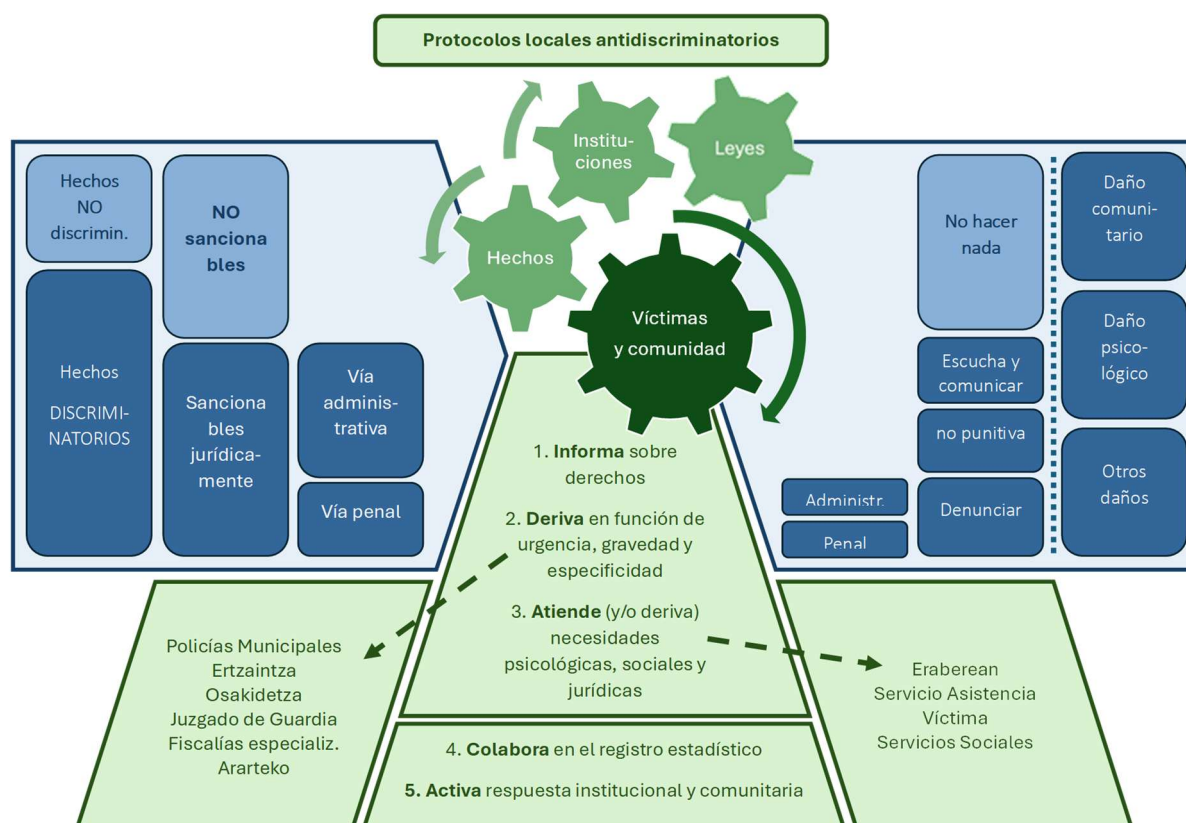 Protocolos locales antidiscriminatorios
Institu-
ciones
Leyes
Hechos
Víctimas
y comunidad
Hechos
NO
discrimin.
NO
sanciona
bles
Hechos
DISCRIMI-
NATORIOS
Sanciona
bles
jurídica-
mente
Vía
adminis-
trativa
Vía penal
No hacer
nada
Escucha y
comunicar
no punitiva
Denunciar
Administr.
Penal
Daño
comuni-
tario
Daño
psico-
lógico
Otros
daños
1. Informa sobre
derechos
2. Deriva en función de
urgencia, gravedad y
especificidad
3. Atiende (y/o deriva)
necesidades
psicológicas, sociales y
jurídicas
4. Colabora en el registro estadístico
5. Activa respuesta institucional y comunitaria
Policías Municipales
Ertzaintza
Osakidetza
Juzgado de Guardia
Fiscalías especializ.
Ararteko
Eraberean
Servicio Asistencia
Víctima
Servicios Sociales